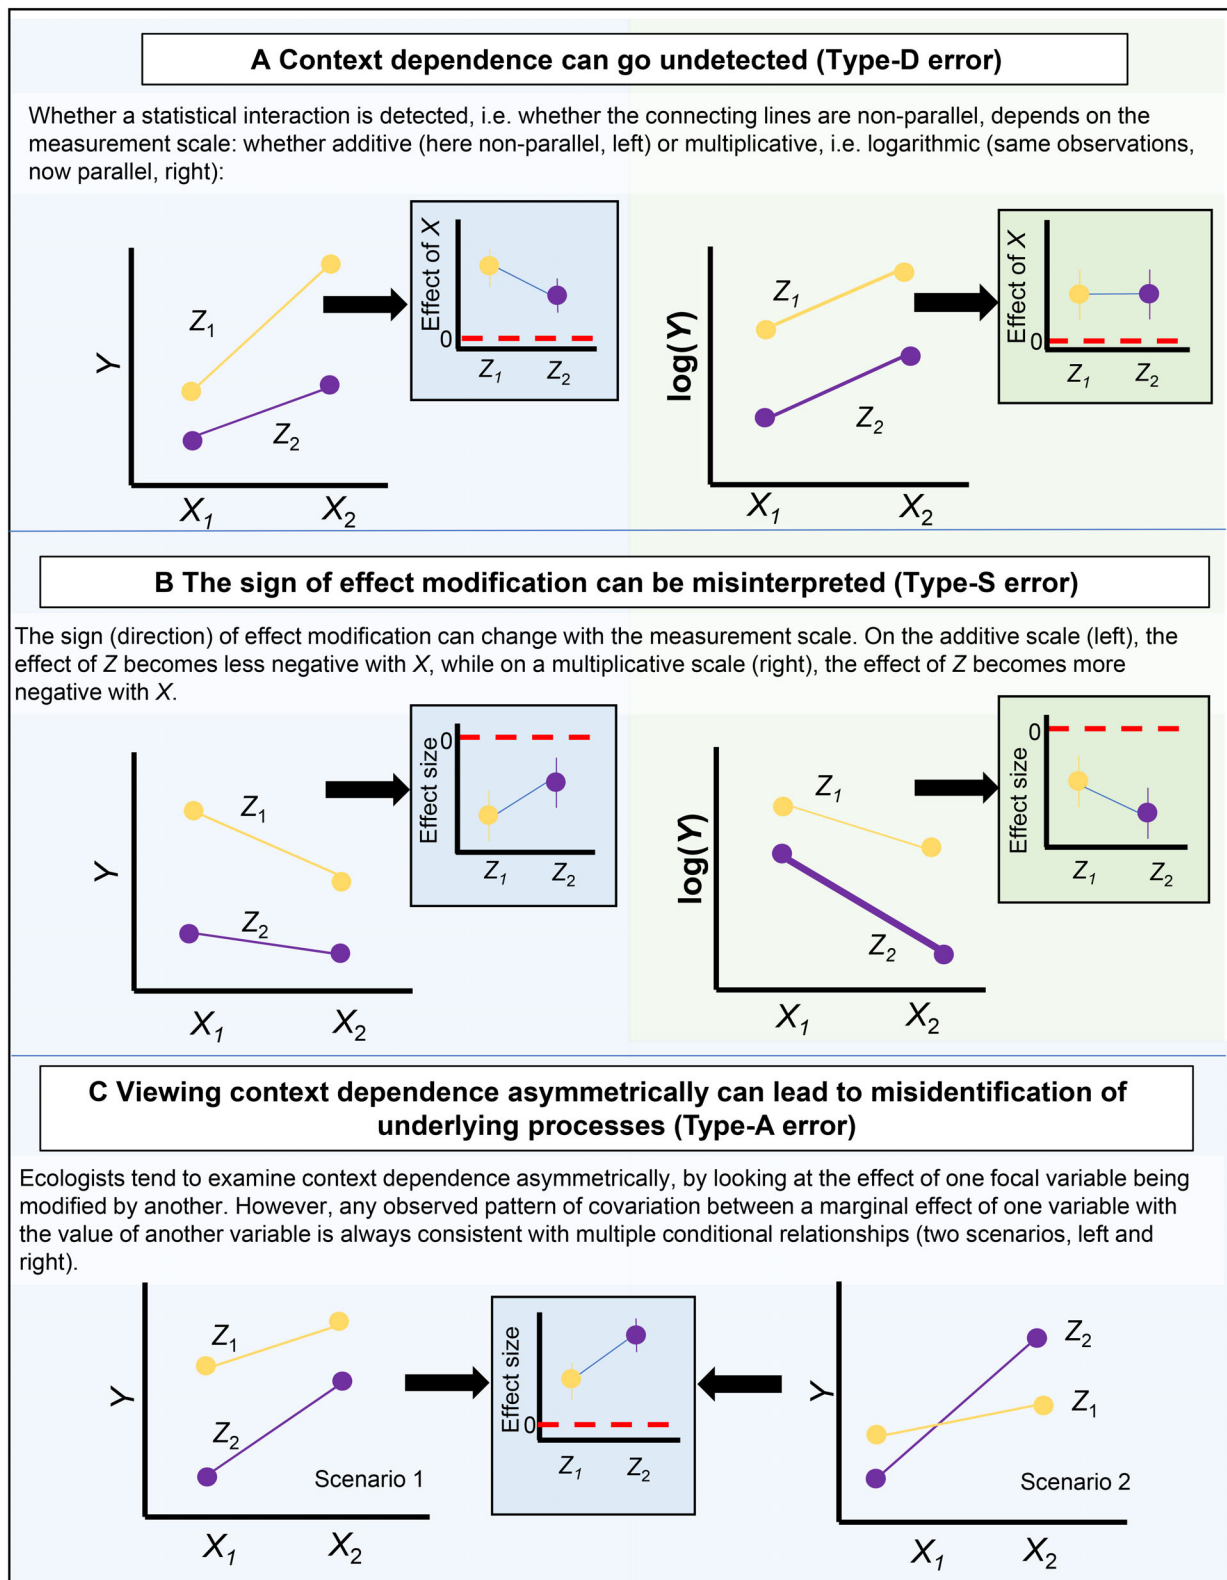 A Context dependence can go undetected (Type-D error)
Whether a statistical interaction is detected, i.e. whether the connecting lines are non-parallel, depends on the
measurement scale: whether additive (here non-parallel, left) or multiplicative, i.e. logarithmic (same observations,
now parallel, right):
Y
Z1
Z2
X1
X2
Effect of X
0
Z1
Z2
log(Y)
Z1
Z2
X1
X2
Effect of X
0
Z1
Z2
B The sign of effect modification can be misinterpreted (Type-S error)
The sign (direction) of effect modification can change with the measurement scale. On the additive scale (left), the
effect of Z becomes less negative with X, while on a multiplicative scale (right), the effect of Z becomes more
negative with X.
Y
Z1
Z2
X1
X2
Effect size
0
Z1
Z2
log(Y)
Z1
Z2
X1
X2
Effect size
0
Z1
Z2
C Viewing context dependence asymmetrically can lead to misidentification of
underlying processes (Type-A error)
Ecologists tend to examine context dependence asymmetrically, by looking at the effect of one focal variable being
modified by another. However, any observed pattern of covariation between a marginal effect of one variable with
the value of another variable is always consistent with multiple conditional relationships (two scenarios, left and
right).
Y
Z1
Z2
Scenario 1
X1
X2
Effect size
0
Z1
Z2
Y
Z2
Z1
Scenario 2
X1
X2